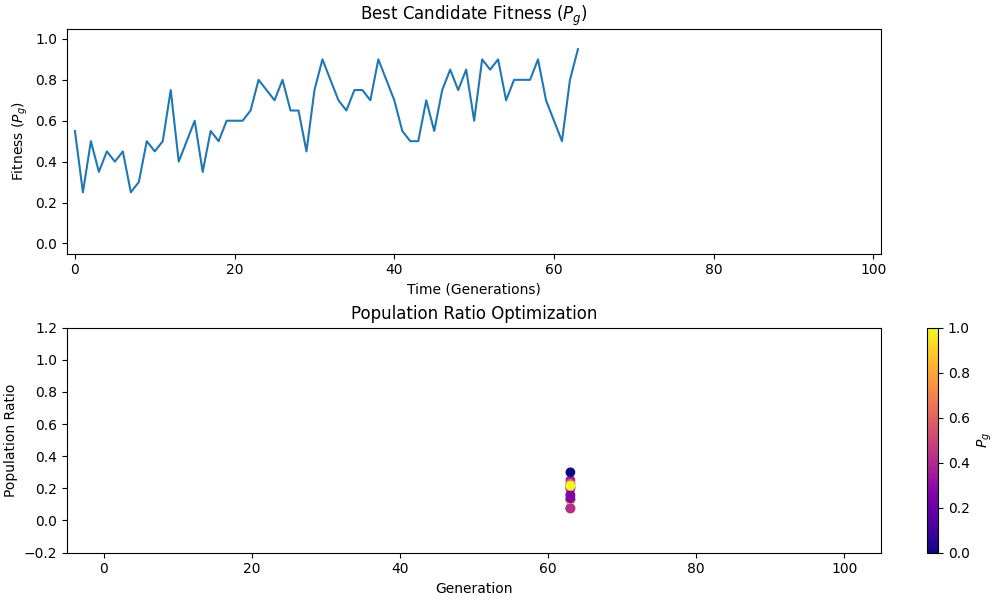 Best Candidate Fitness (P_g)
Fitness (P_g)
1.0
0.8
0.6
0.4
0.2
0.0
0 20 40 60 80 100
Time (Generations)
Population Ratio Optimization
Population Ratio
1.2
1.0
0.8
0.6
0.4
0.2
0.0
−0.2
0 20 40 60 80 100
Generation
1.0
0.8
0.6
0.4
0.2
0.0
P_g